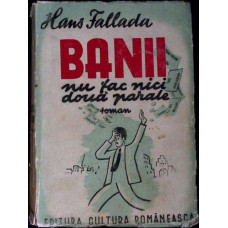 Hans Fallada
BANII
nu fac nici
două parale
roman
EDITURA CULTURA ROMÂNEASCĂ